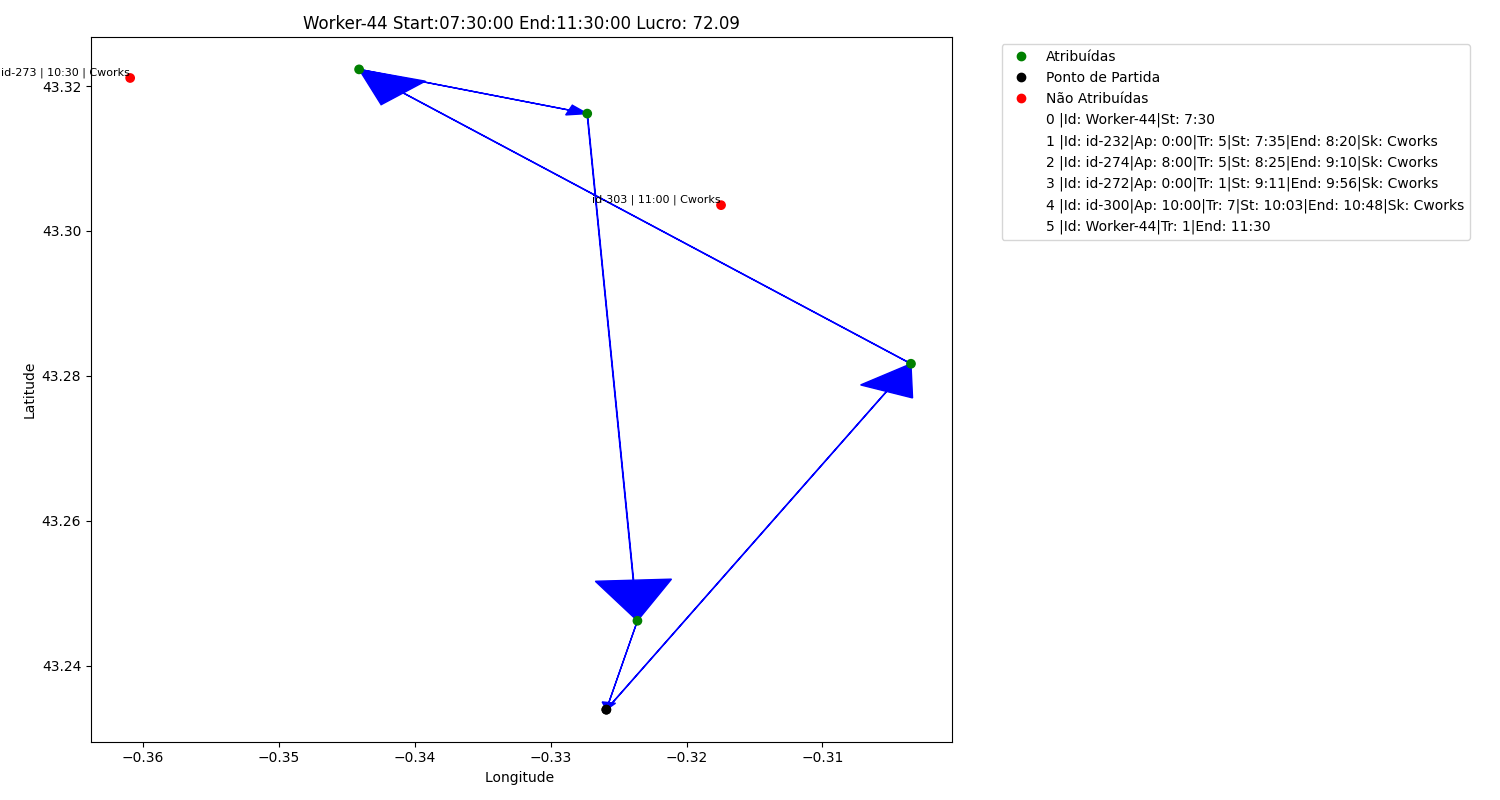 Worker-44 Start:07:30:00 End:11:30:00 Lucro: 72.09
id-273 | 10:30 | Cworks
id-303 | 11:00 | Cworks
43.32
43.30
43.28
43.26
43.24
Latitude
−0.36
−0.35
−0.34
−0.33
−0.32
−0.31
Longitude
Atribuídas
Ponto de Partida
Não Atribuídas
0 |Id: Worker-44|St: 7:30
1 |Id: id-232|Ap: 0:00|Tr: 5|St: 7:35|End: 8:20|Sk: Cworks
2 |Id: id-274|Ap: 8:00|Tr: 5|St: 8:25|End: 9:10|Sk: Cworks
3 |Id: id-272|Ap: 0:00|Tr: 1|St: 9:11|End: 9:56|Sk: Cworks
4 |Id: id-300|Ap: 10:00|Tr: 7|St: 10:03|End: 10:48|Sk: Cworks
5 |Id: Worker-44|Tr: 1|End: 11:30